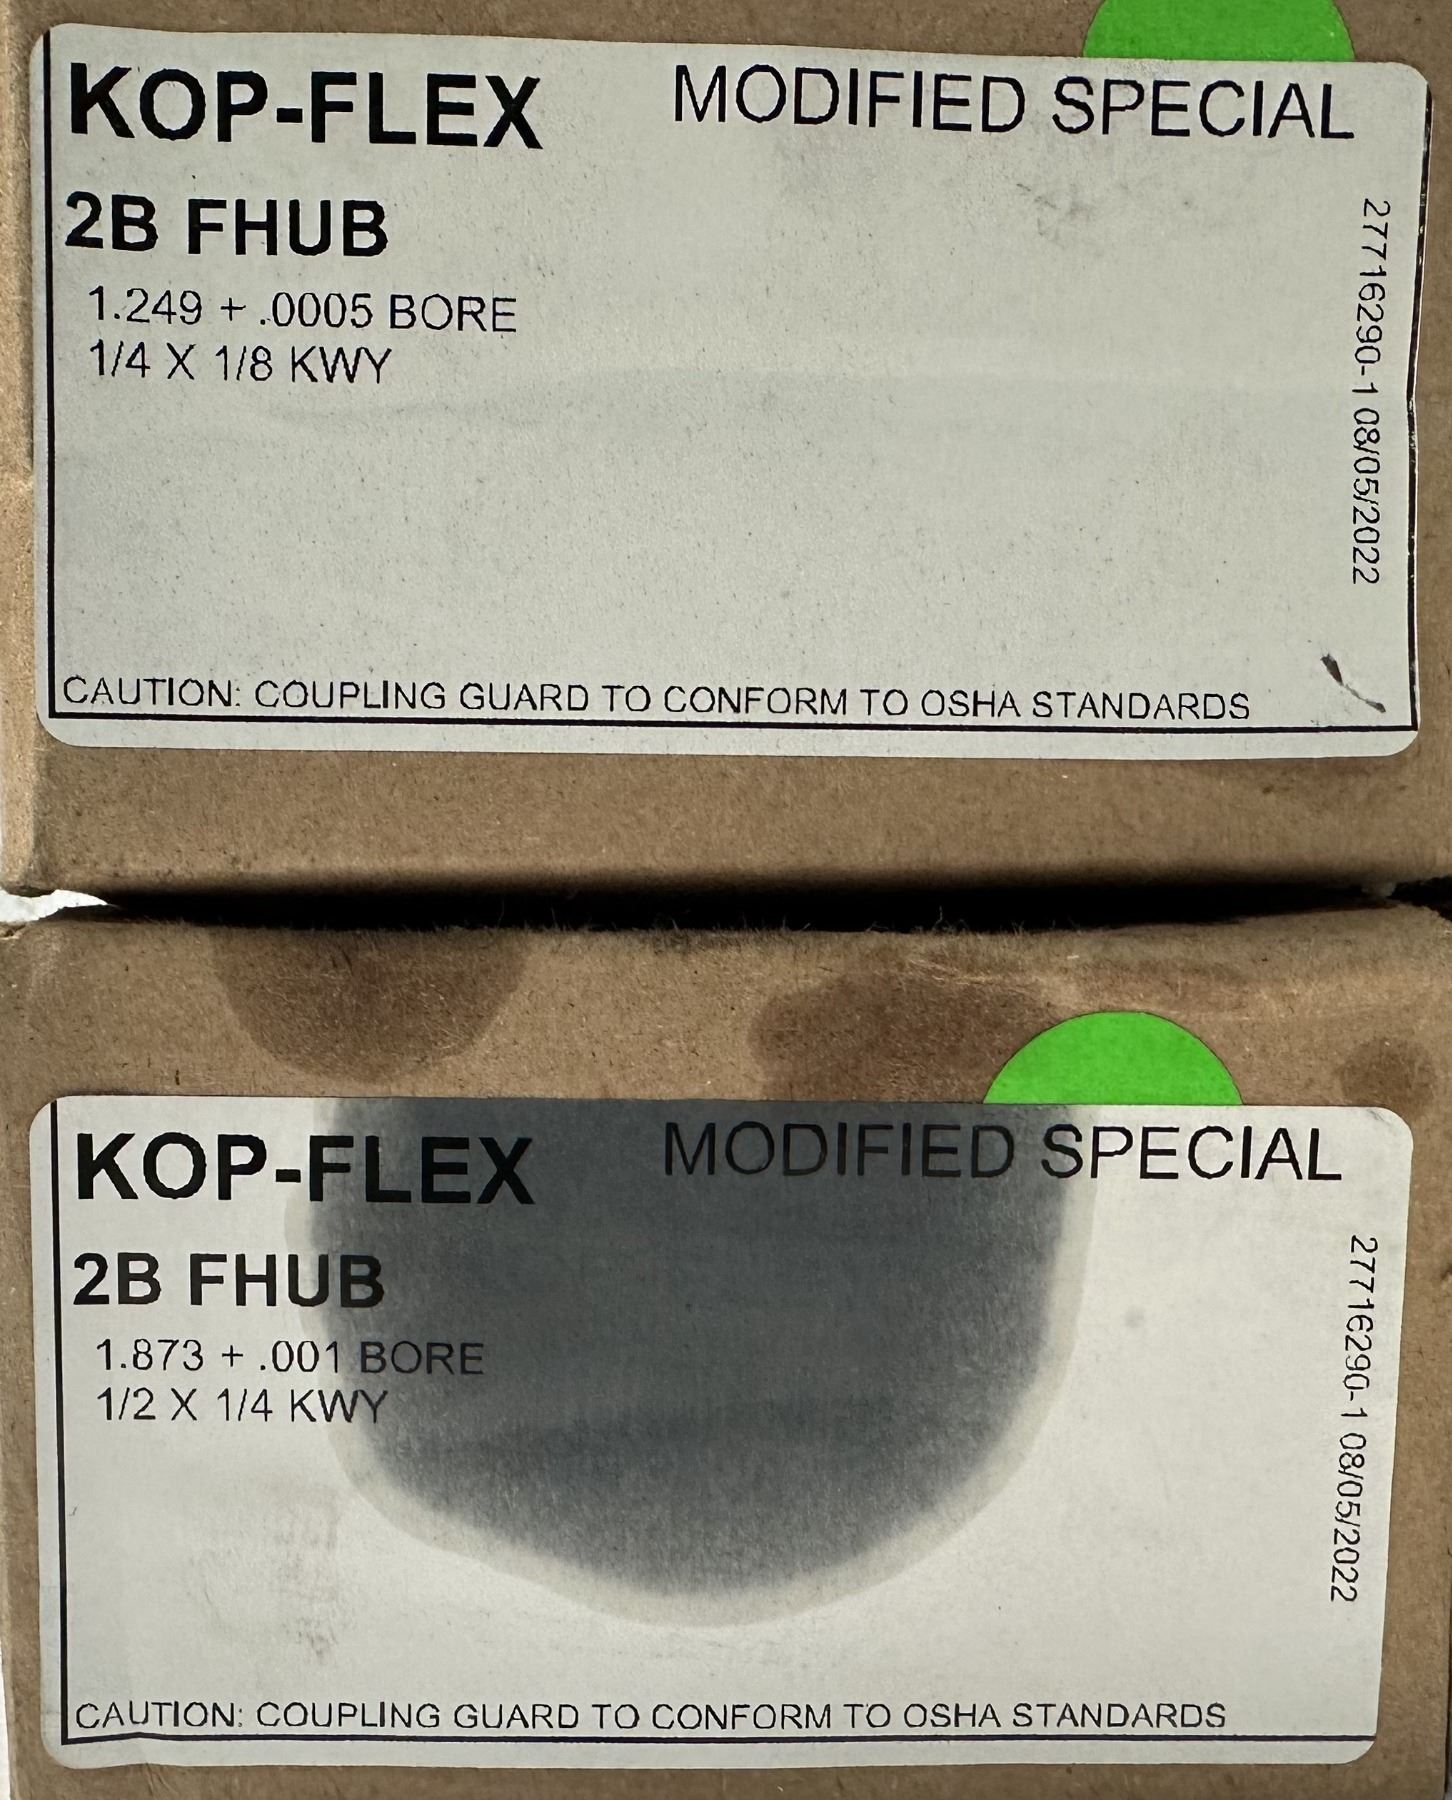 KOP-FLEX MODIFIED SPECIAL
2B FHUB
1.249 + .0005 BORE
1/4 X 1/8 KWY
27716290-1 08/05/2022
CAUTION: COUPLING GUARD TO CONFORM TO OSHA STANDARDS
KOP-FLEX MODIFIED SPECIAL
2B FHUB
1.873 + .001 BORE
1/2 X 1/4 KWY
27716290-1 08/05/2022
CAUTION: COUPLING GUARD TO CONFORM TO OSHA STANDARDS